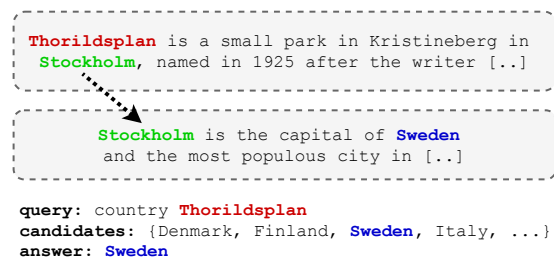 Thorildsplan is a small park in Kristineberg in
Stockholm, named in 1925 after the writer [..]
Stockholm is the capital of Sweden
and the most populous city in [..]
query: country Thorildsplan
candidates: {Denmark, Finland, Sweden, Italy, ...}
answer: Sweden